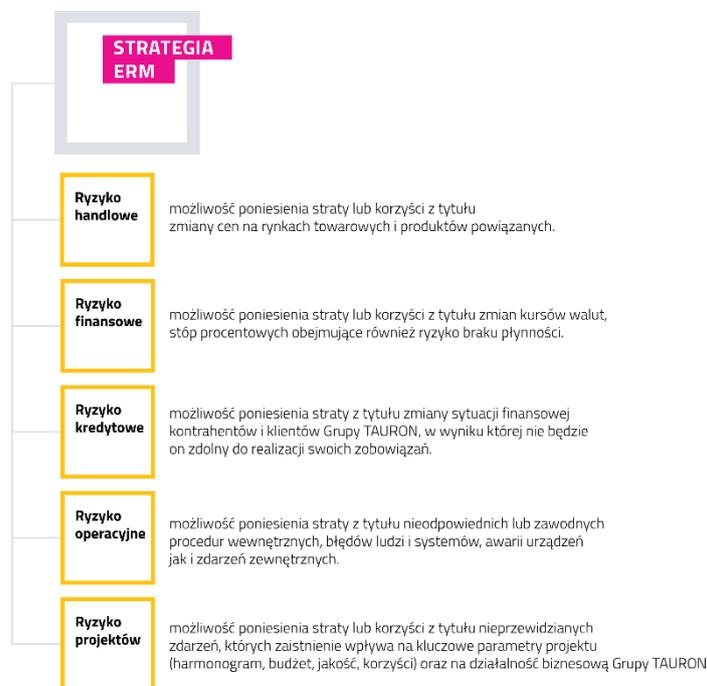 STRATEGIA
ERM
Ryzyko
handlowe
możliwość poniesienia straty lub korzyści z tytułu
zmiany cen na rynkach towarowych i produktów powiązanych.
Ryzyko
finansowe
możliwość poniesienia straty lub korzyści z tytułu zmian kursów walut,
stóp procentowych obejmujące również ryzyko braku płynności.
Ryzyko
kredytowe
możliwość poniesienia straty z tytułu zmiany sytuacji finansowej
kontrahentów i klientów Grupy TAURON, w wyniku której nie będzie
on zdolny do realizacji swoich zobowiązań.
Ryzyko
operacyjne
możliwość poniesienia straty z tytułu nieodpowiednich lub zawodnych
procedur wewnętrznych, błędów ludzi i systemów, awarii urządzeń
jak i zdarzeń zewnętrznych.
Ryzyko
projektów
możliwość poniesienia straty lub korzyści z tytułu nieprzewidzianych
zdarzeń, których zaistnienie wpływa na kluczowe parametry projektu
(harmonogram, budżet, jakość, korzyści) oraz na działalność biznesową Grupy TAURON